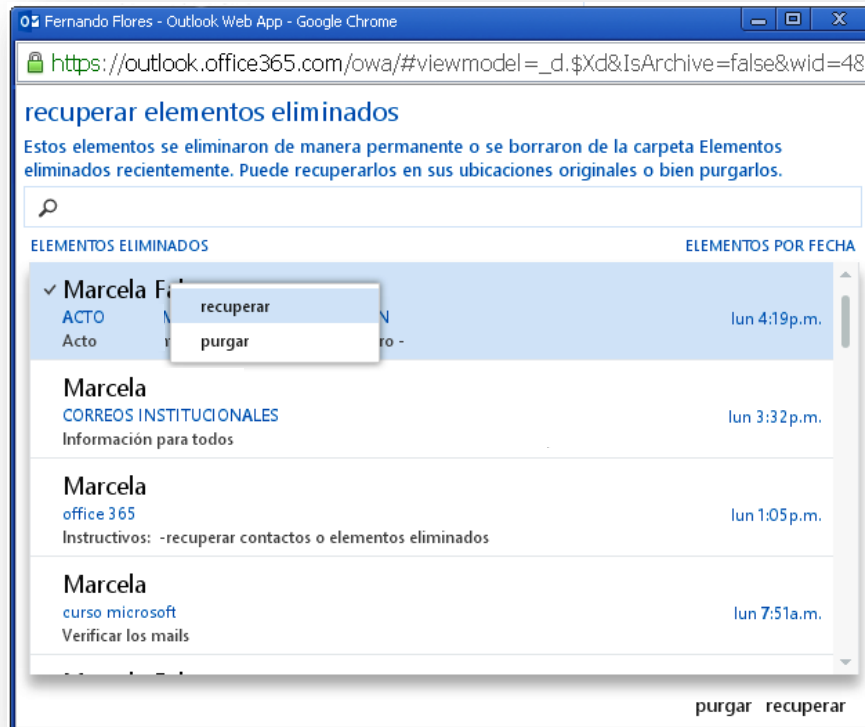 Fernando Flores - Outlook Web App - Google Chrome
https://outlook.office365.com/owa/#viewmodel=_d.$Xd&IsArchive=false&wid=48
recuperar elementos eliminados
Estos elementos se eliminaron de manera permanente o se borraron de la carpeta Elementos
eliminados recientemente. Puede recuperarlos en sus ubicaciones originales o bien purgarlos.
ELEMENTOS ELIMINADOS ELEMENTOS POR FECHA
Marcela
recuperar
ACTO N lun 4:19p.m.
Acto ro -
purgar
Marcela
CORREOS INSTITUCIONALES lun 3:32p.m.
Información para todos
Marcela
office 365 lun 1:05p.m.
Instructivos: -recuperar contactos o elementos eliminados
Marcela
curso microsoft lun 7:51a.m.
Verificar los mails
purgar recuperar